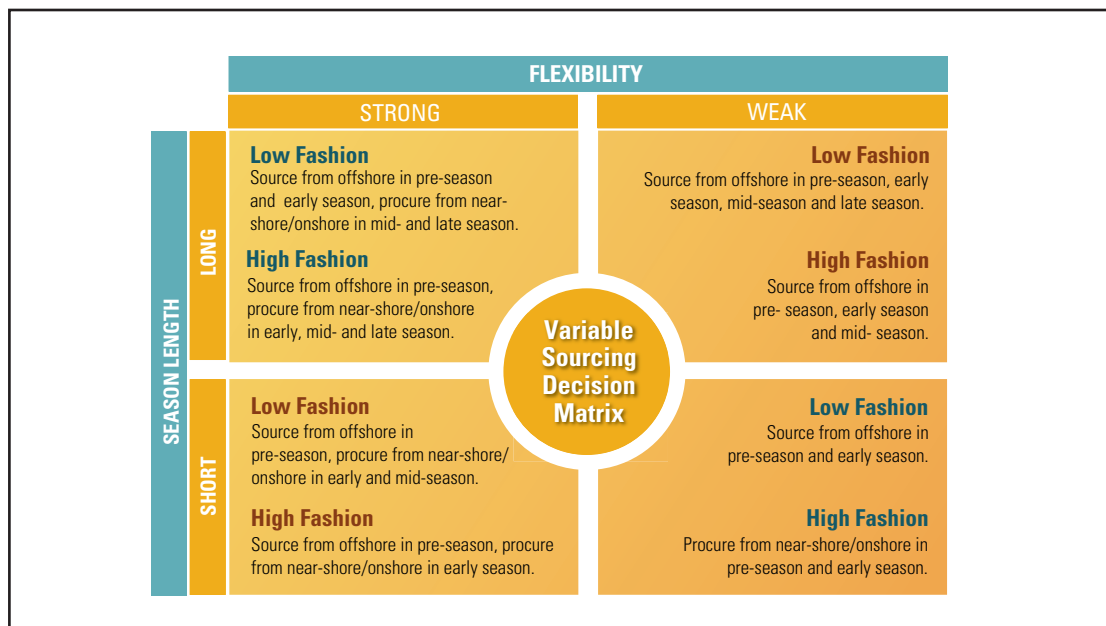 FLEXIBILITY
STRONG
WEAK
SEASON LENGTH
LONG
Low Fashion
Source from offshore in pre-season
and early season, procure from near-
shore/onshore in mid- and late season.
High Fashion
Source from offshore in pre-season,
procure from near-shore/onshore
in early, mid- and late season.
Low Fashion
Source from offshore in pre-season, early
season, mid-season and late season.
High Fashion
Source from offshore in
pre- season, early season
and mid- season.
Variable
Sourcing
Decision
Matrix
SHORT
Low Fashion
Source from offshore in
pre-season, procure from near-shore/
onshore in early and mid-season.
High Fashion
Source from offshore in pre-season, procure
from near-shore/onshore in early season.
Low Fashion
Source from offshore in
pre-season and early season.
High Fashion
Procure from near-shore/onshore in
pre-season and early season.